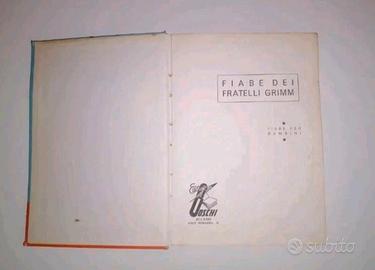 FIABE DEI
FRATELLI GRIMM
FIABE PER
BAMBINI
BOSCHI
MILANO
subito